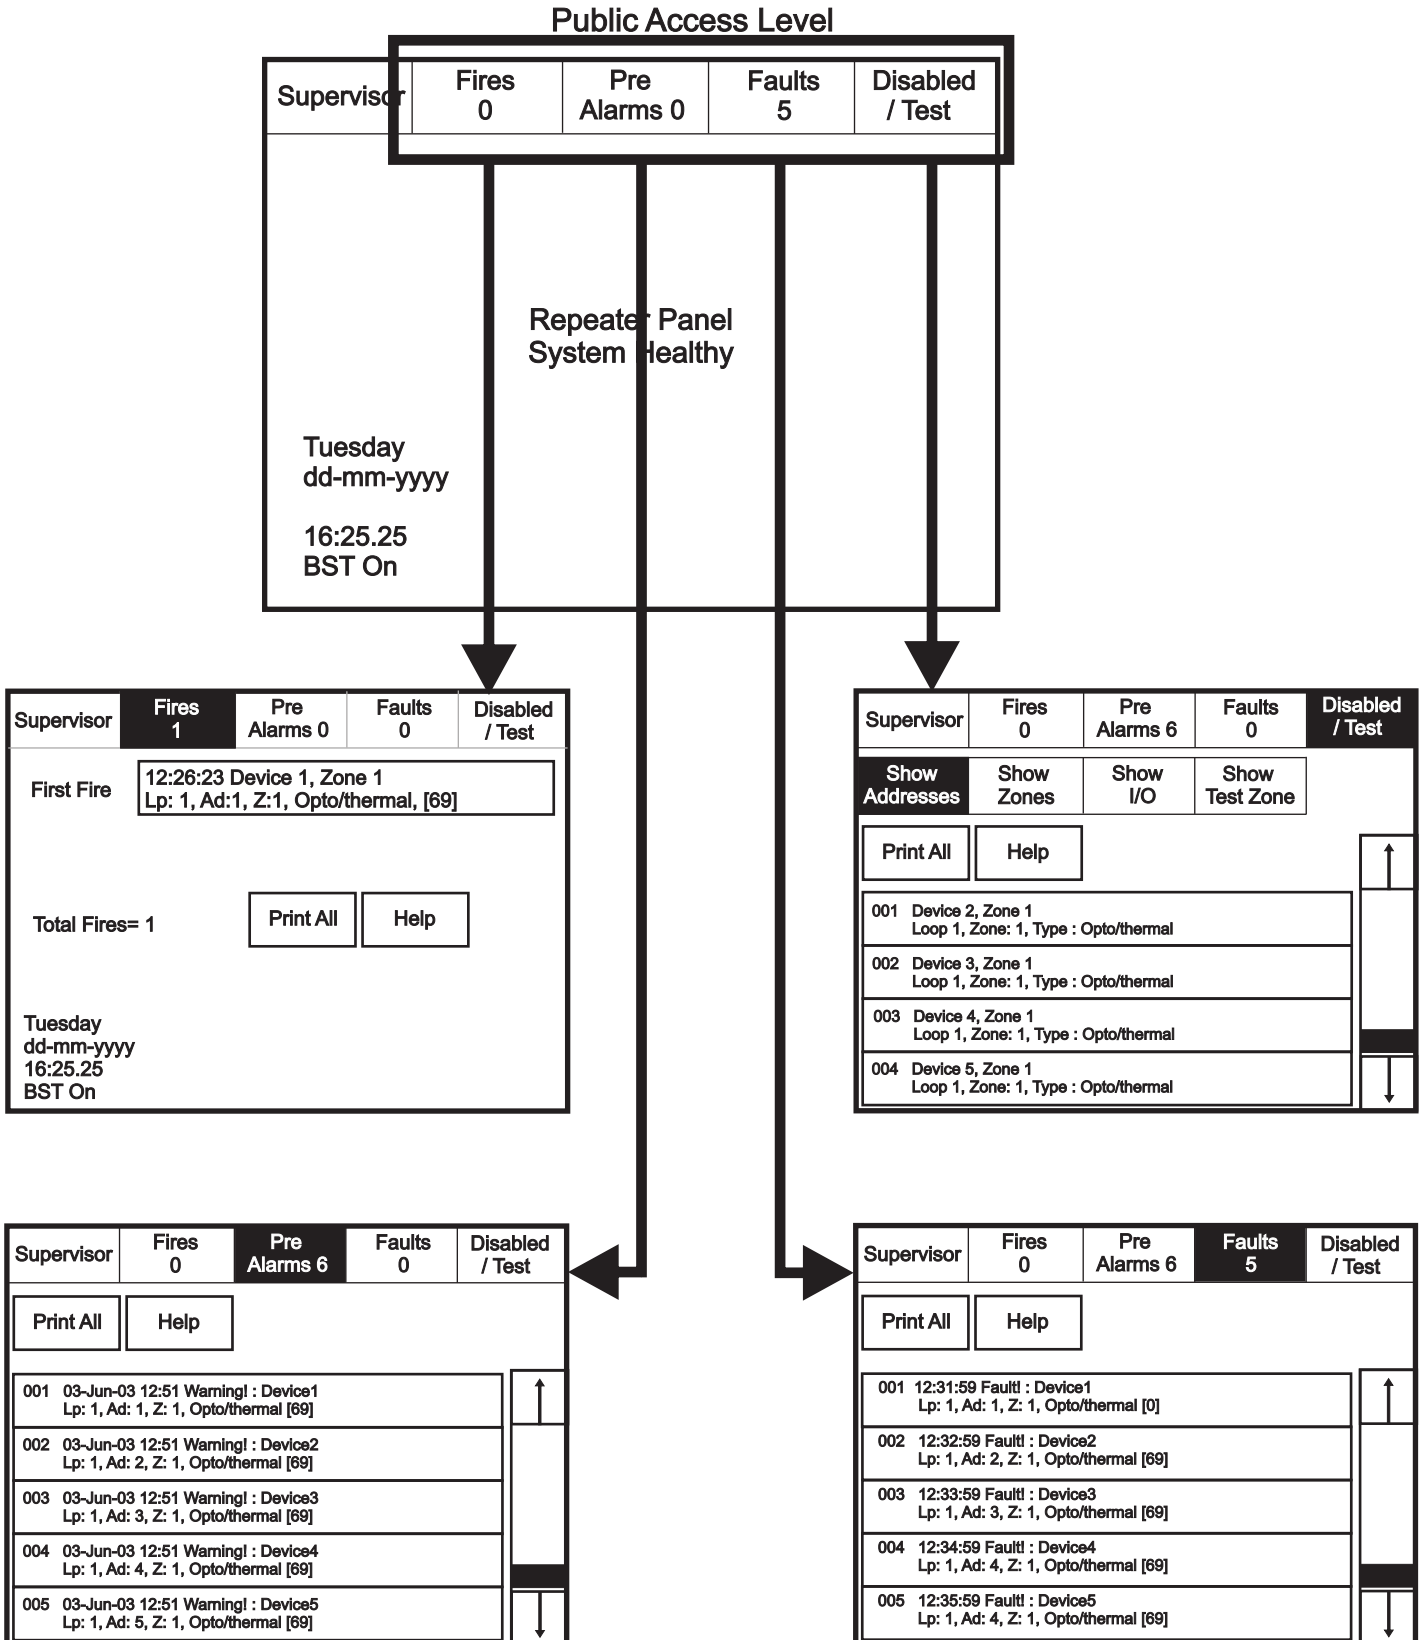 Public Access Level
Supervisor
Fires
0
Pre
Alarms 0
Faults
5
Disabled
/ Test
Repeater Panel
System Healthy
Tuesday
dd-mm-yyyy
16:25.25
BST On
Supervisor
Fires
1
Pre
Alarms 0
Faults
0
Disabled
/ Test
First Fire
12:26:23 Device 1, Zone 1
Lp: 1, Ad:1, Z:1, Opto/thermal, [69]
Total Fires= 1
Print All
Help
Tuesday
dd-mm-yyyy
16:25.25
BST On
Supervisor
Fires
0
Pre
Alarms 6
Faults
0
Disabled
/ Test
Show
Addresses
Show
Zones
Show
I/O
Show
Test Zone
Print All
Help
001 Device 2, Zone 1
Loop 1, Zone: 1, Type : Opto/thermal
002 Device 3, Zone 1
Loop 1, Zone: 1, Type : Opto/thermal
003 Device 4, Zone 1
Loop 1, Zone: 1, Type : Opto/thermal
004 Device 5, Zone 1
Loop 1, Zone: 1, Type : Opto/thermal
Supervisor
Fires
0
Pre
Alarms 6
Faults
0
Disabled
/ Test
Print All
Help
001 03-Jun-03 12:51 Warning! : Device1
Lp: 1, Ad: 1, Z: 1, Opto/thermal [69]
002 03-Jun-03 12:51 Warning! : Device2
Lp: 1, Ad: 2, Z: 1, Opto/thermal [69]
003 03-Jun-03 12:51 Warning! : Device3
Lp: 1, Ad: 3, Z: 1, Opto/thermal [69]
004 03-Jun-03 12:51 Warning! : Device4
Lp: 1, Ad: 4, Z: 1, Opto/thermal [69]
005 03-Jun-03 12:51 Warning! : Device5
Lp: 1, Ad: 5, Z: 1, Opto/thermal [69]
Supervisor
Fires
0
Pre
Alarms 6
Faults
5
Disabled
/ Test
Print All
Help
001 12:31:59 Fault! : Device1
Lp: 1, Ad: 1, Z: 1, Opto/thermal [0]
002 12:32:59 Fault! : Device2
Lp: 1, Ad: 2, Z: 1, Opto/thermal [69]
003 12:33:59 Fault! : Device3
Lp: 1, Ad: 3, Z: 1, Opto/thermal [69]
004 12:34:59 Fault! : Device4
Lp: 1, Ad: 4, Z: 1, Opto/thermal [69]
005 12:35:59 Fault! : Device5
Lp: 1, Ad: 4, Z: 1, Opto/thermal [69]